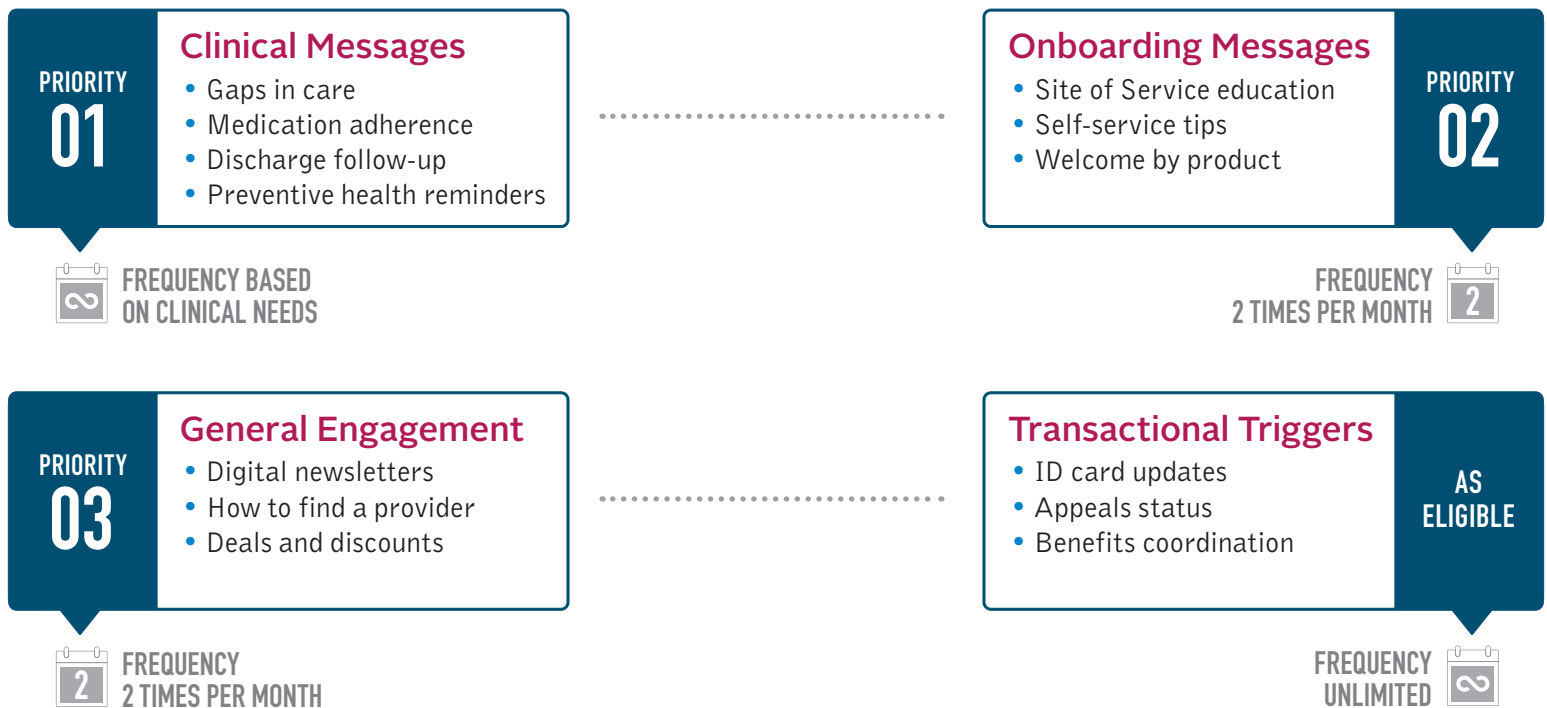 PRIORITY
01
Clinical Messages
• Gaps in care
• Medication adherence
• Discharge follow-up
• Preventive health reminders
FREQUENCY BASED
ON CLINICAL NEEDS
Onboarding Messages
• Site of Service education
• Self-service tips
• Welcome by product
PRIORITY
02
FREQUENCY
2 TIMES PER MONTH
2
PRIORITY
03
General Engagement
• Digital newsletters
• How to find a provider
• Deals and discounts
2
FREQUENCY
2 TIMES PER MONTH
Transactional Triggers
• ID card updates
• Appeals status
• Benefits coordination
AS
ELIGIBLE
FREQUENCY
UNLIMITED